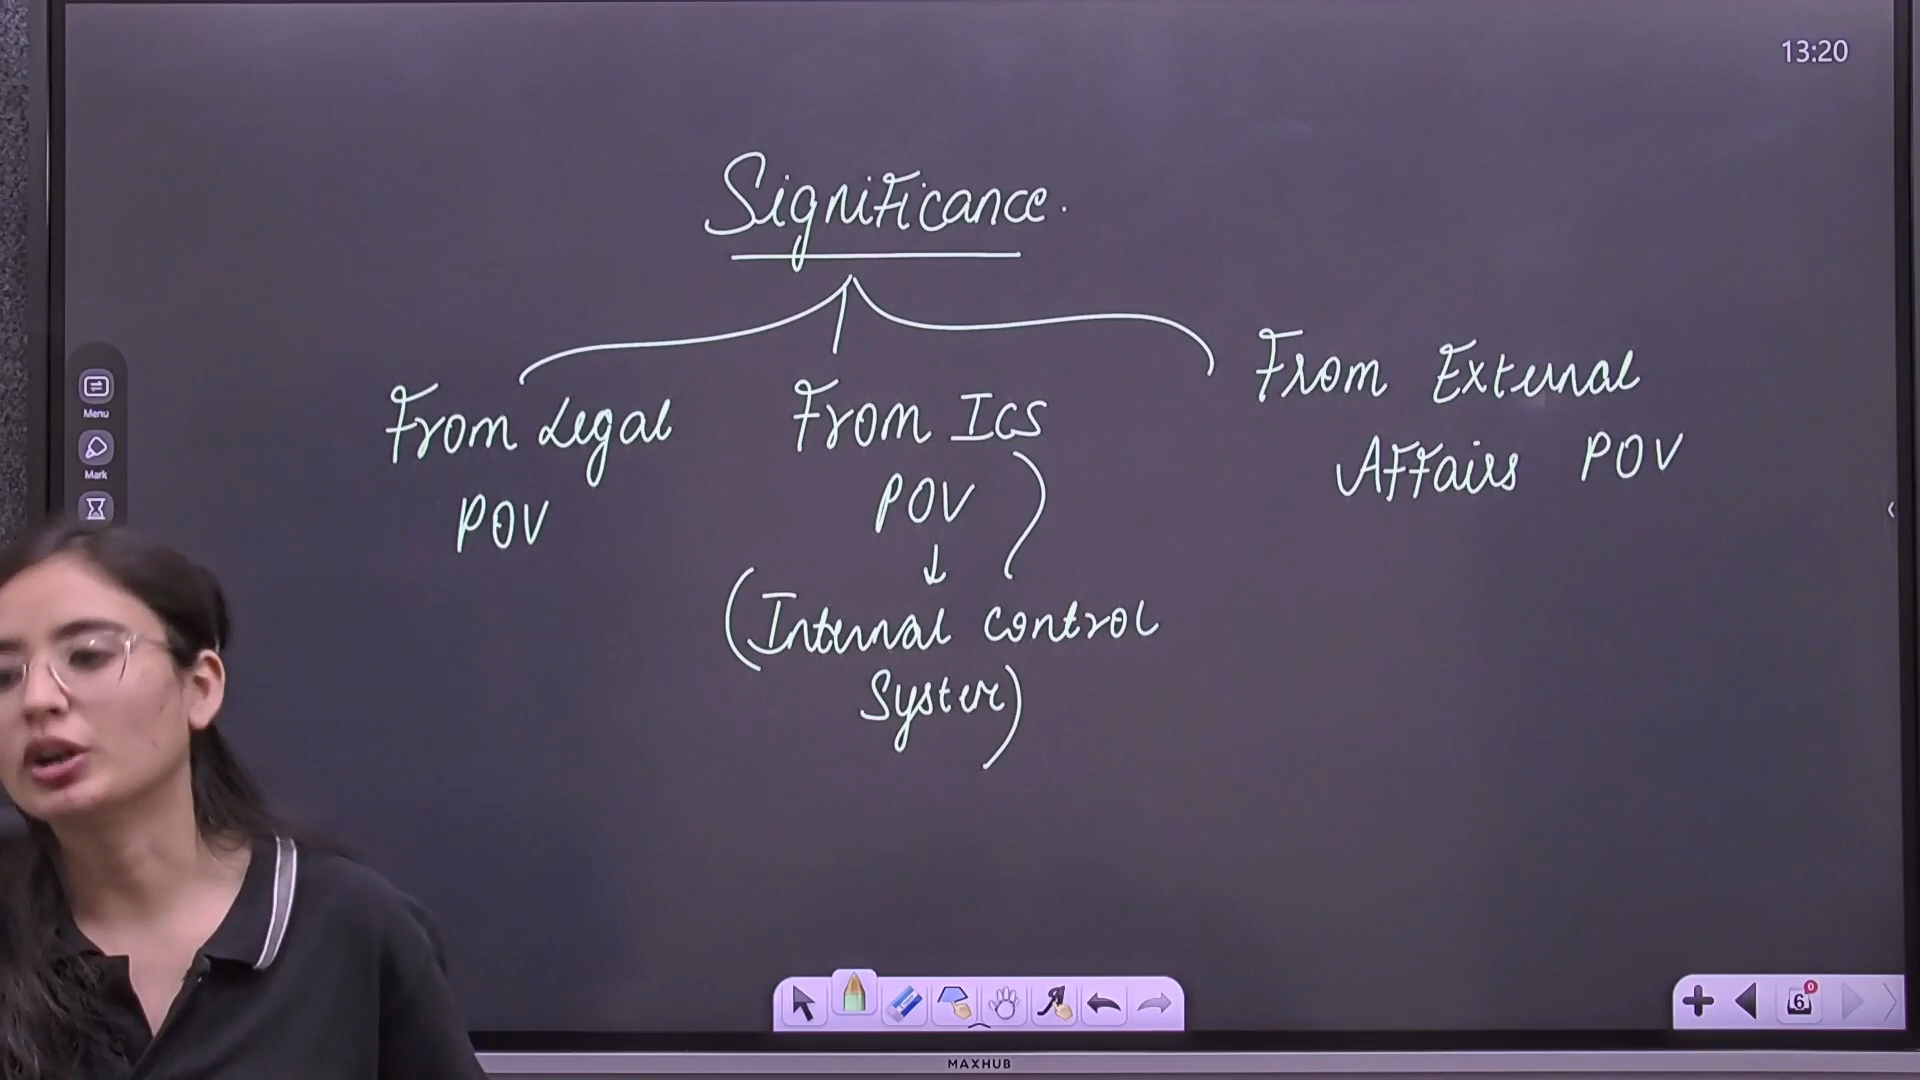 13:20
Significance.
From Legal
POV
From ICS
POV
(Internal control
System)
From External
Affairs POV
Menu
Mark
6
0
MAXHUB